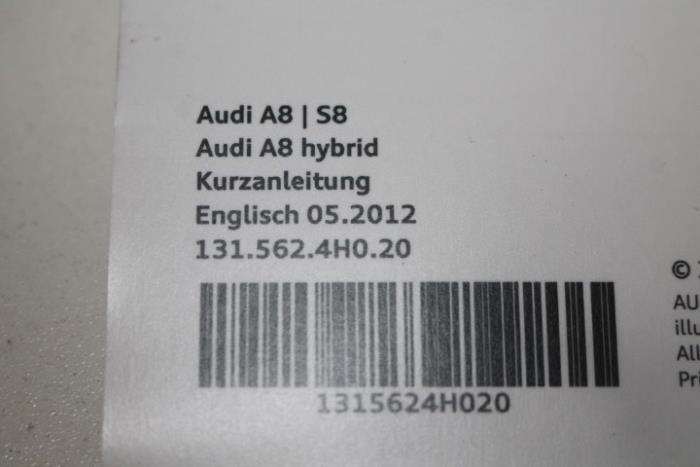 Audi A8 | S8
Audi A8 hybrid
Kurzanleitung
Englisch 05.2012
131.562.4H0.20
1315624H020
©